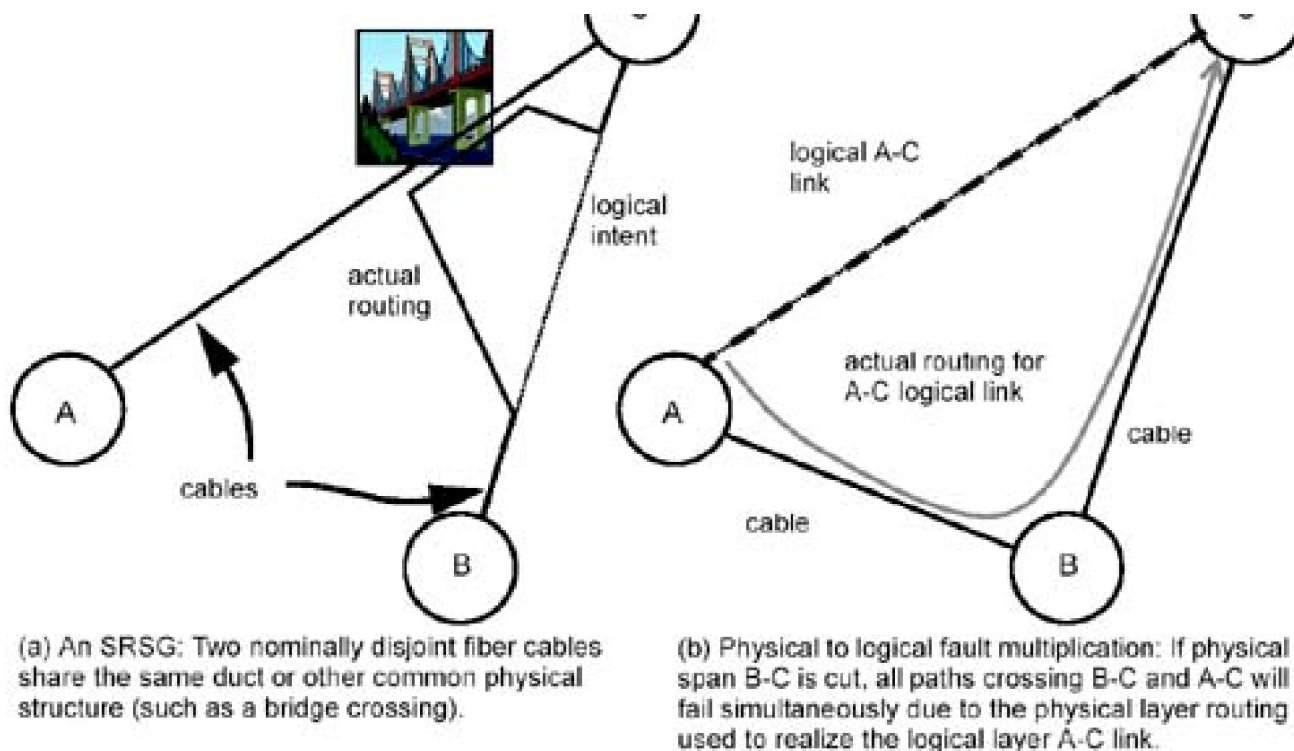 logical
intent
actual
routing
A
cables
B
(a) An SRSG: Two nominally disjoint fiber cables
share the same duct or other common physical
structure (such as a bridge crossing).
logical A-C
link
actual routing for
A-C logical link
A
cable
cable
B
(b) Physical to logical fault multiplication: If physical
span B-C is cut, all paths crossing B-C and A-C will
fail simultaneously due to the physical layer routing
used to realize the logical layer A-C link.